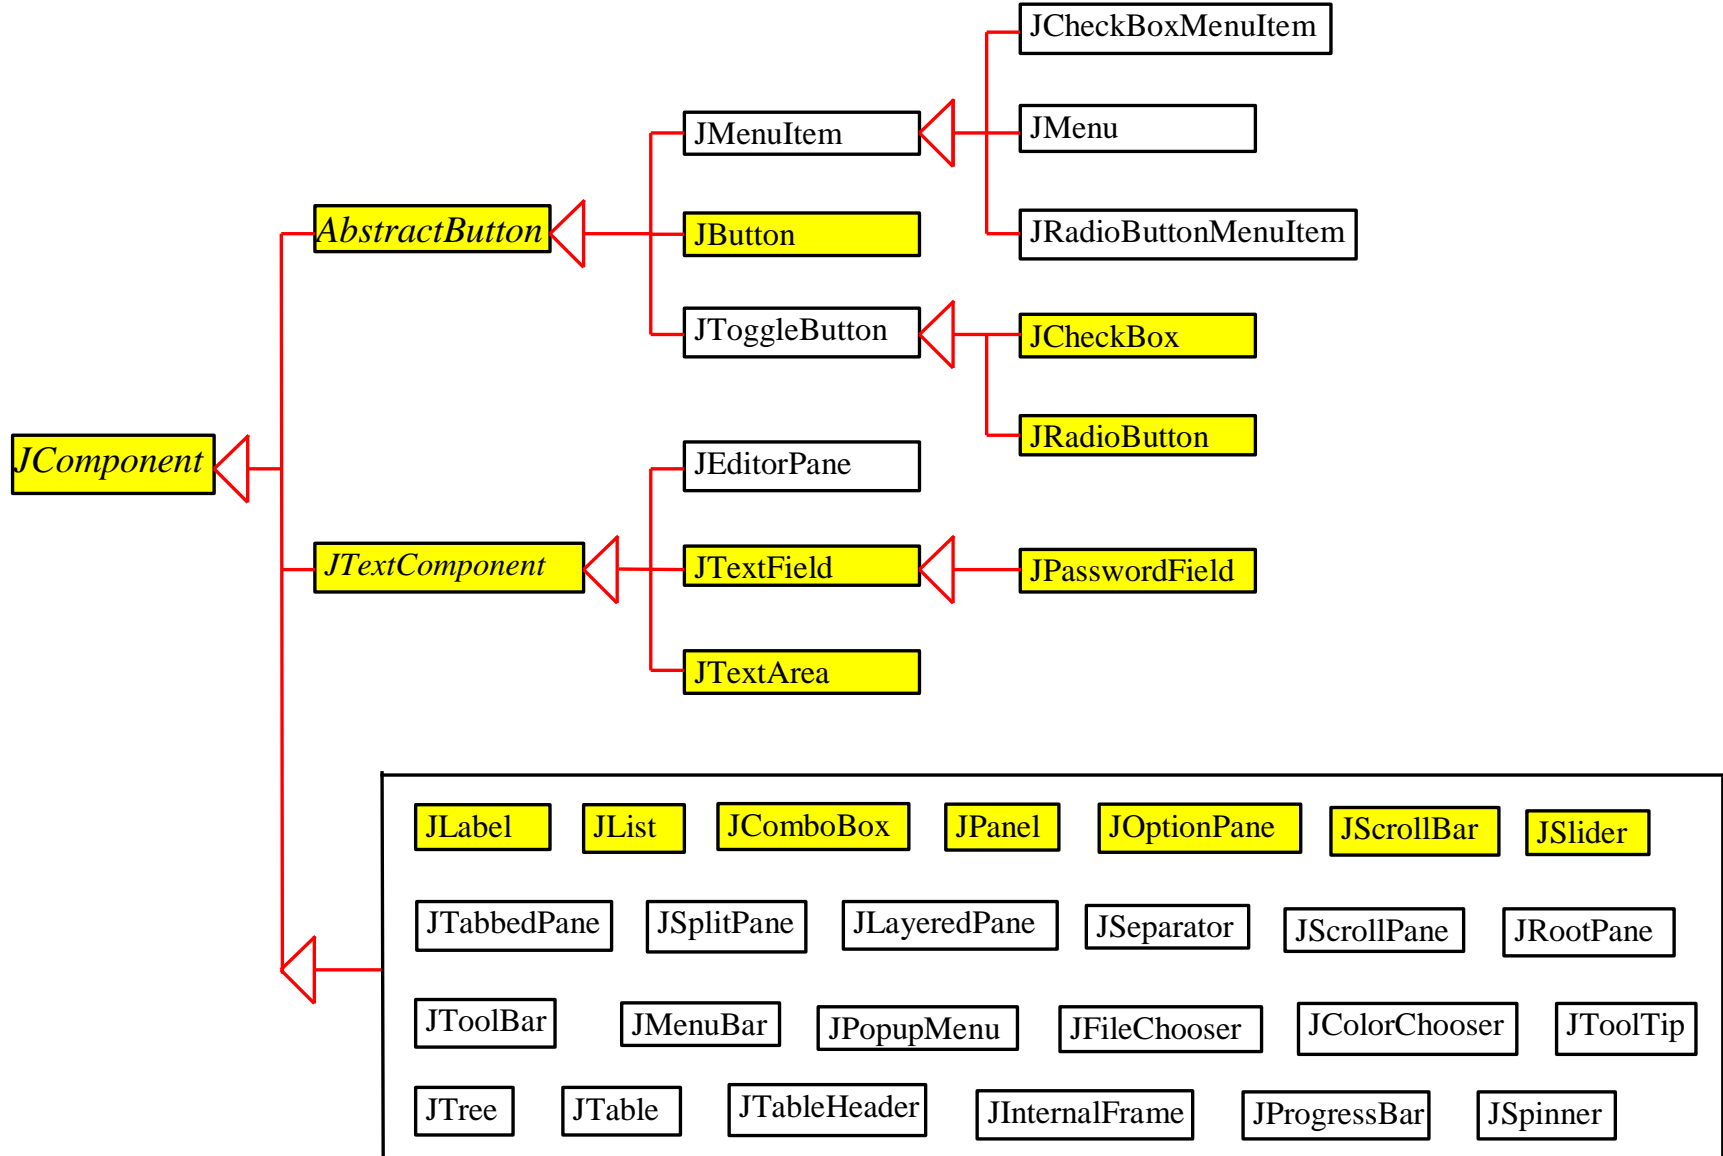 JCheckBoxMenuItem
JMenuItem
JMenu
AbstractButton
JButton
JRadioButtonMenuItem
JToggleButton
JCheckBox
JRadioButton
JComponent
JEditorPane
JTextComponent
JTextField
JPasswordField
JTextArea
JLabel JList JComboBox JPanel JOptionPane JScrollBar JSlider
JTabbedPane JSplitPane JLayeredPane JSeparator JScrollPane JRootPane
JToolBar JMenuBar JPopupMenu JFileChooser JColorChooser JToolTip
JTree JTable JTableHeader JInternalFrame JProgressBar JSpinner